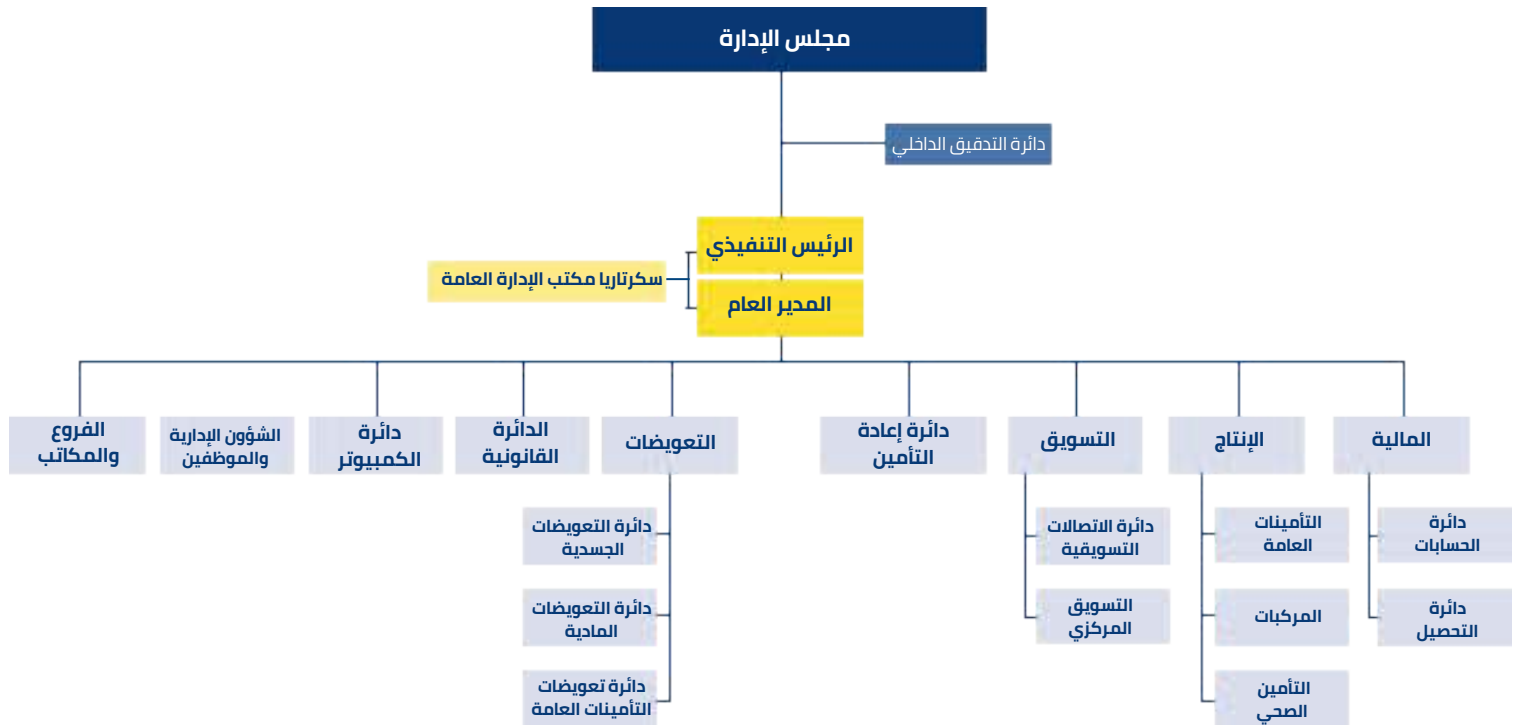 مجلس الإدارة
دائرة التدقيق الداخلي
الرئيس التنفيذي
سكرتاريا مكتب الإدارة العامة
المدير العام
المالية
الإنتاج
التسويق
دائرة إعادة
التأمين
التعويضات
الدائرة
القانونية
دائرة
الكمبيوتر
الشؤون الإدارية
والموظفين
الفروع
والمكاتب
دائرة
الحسابات
دائرة
التحصيل
التأمينات
العامة
المركبات
التأمين
الصحي
دائرة الاتصالات
التسويقية
التسويق
المركزي
دائرة التعويضات
الجسدية
دائرة التعويضات
المادية
دائرة تعويضات
التأمينات العامة